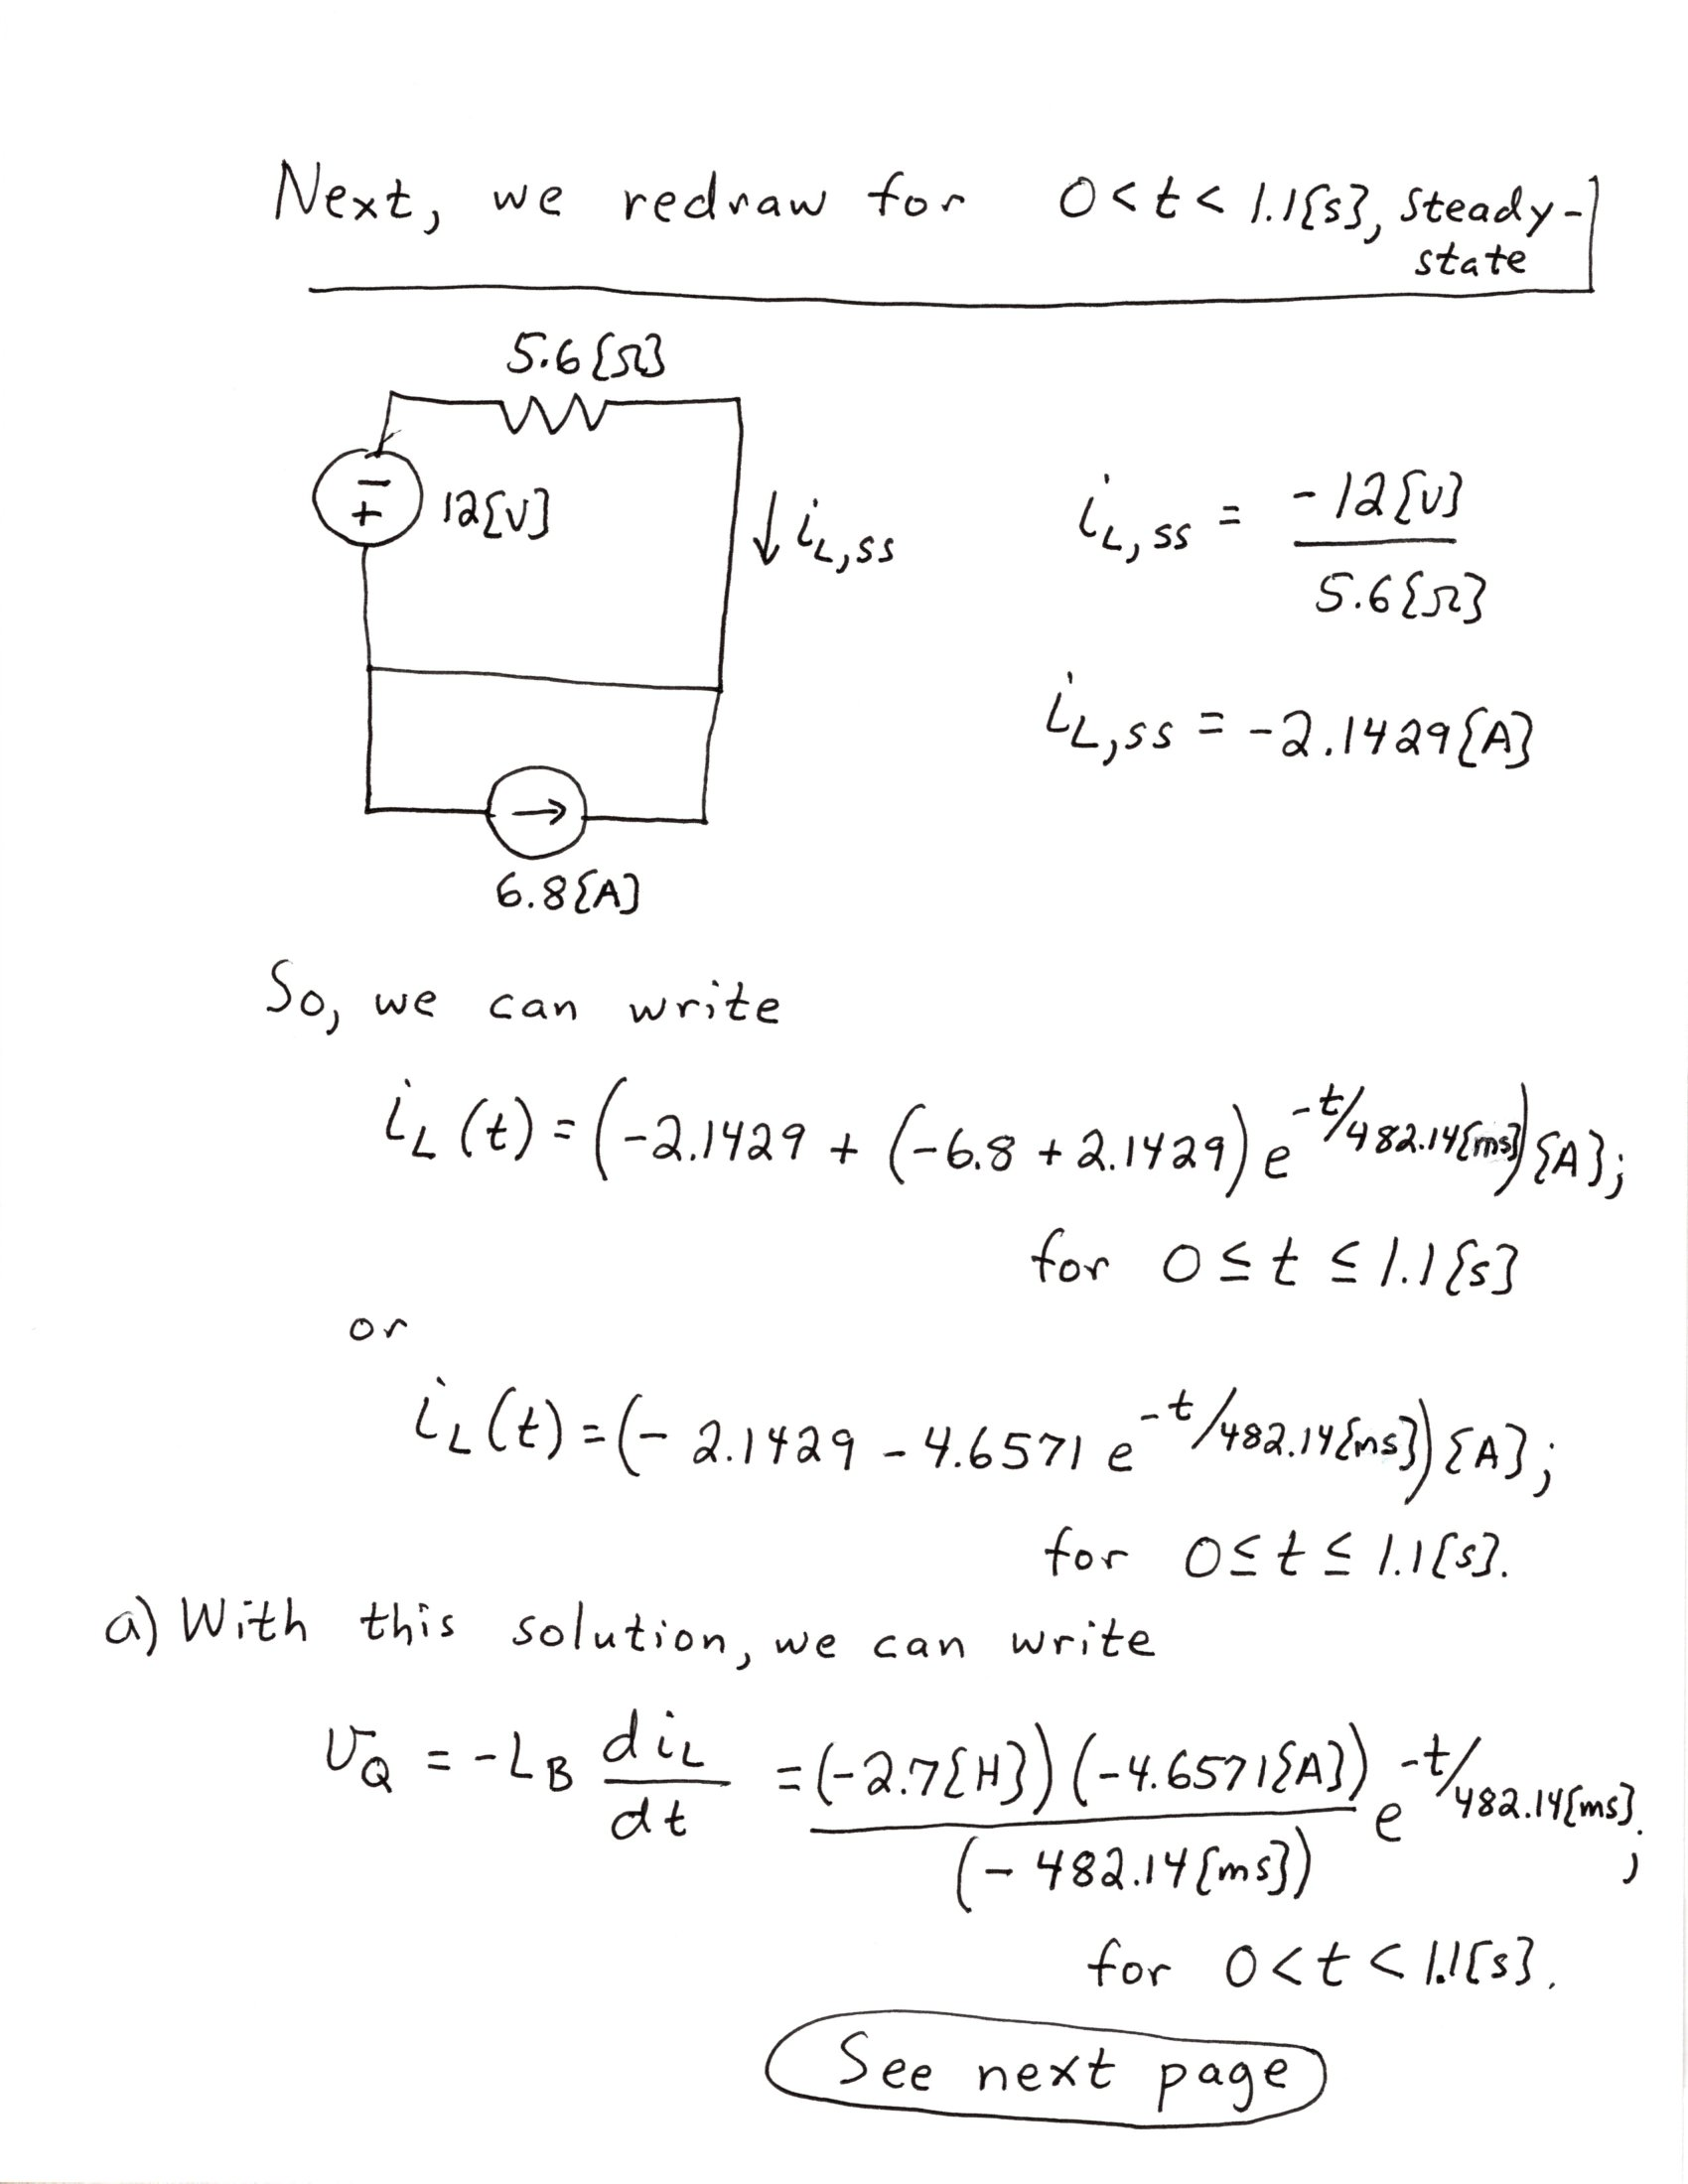 Next, we redraw for 0<t< 1.1[s], steady-
state
5.6[Ω]
- + 12[V]
↓ i_L,ss
i_L,ss = -12[V] / 5.6[Ω]
i_L,ss = -2.1429[A]
→
6.8[A]
So, we can write
i_L(t) = (-2.1429 + (-6.8 + 2.1429) e^{-t/482.14[ms]}) [A];
for 0 ≤ t ≤ 1.1[s]
or
i_L(t) = (-2.1429 - 4.6571 e^{-t/482.14[ms]}) [A];
for 0 ≤ t ≤ 1.1[s].
a) With this solution, we can write
v_Q = -L_B di_L/dt = (-2.7[H])(-4.6571[A]) / (-482.14[ms]) e^{-t/482.14[ms]};
for 0<t<1.1[s].
See next page